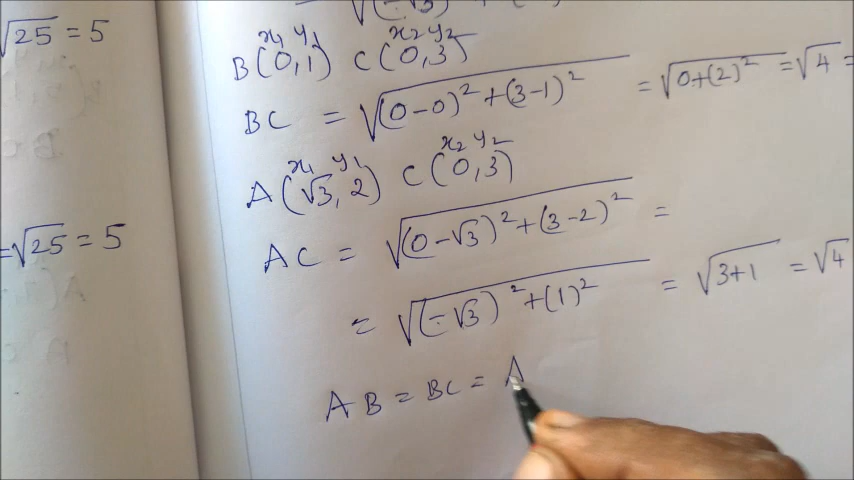 √25 = 5
x₁ y₁ x₂ y₂
B(0,1) C(0,3)
BC = √(0-0)² + (3-1)² = √0+(2)² = √4 =
x₁ y₁ x₂ y₂
A(√3, 2) C(0,3)
AC = √(0-√3)² + (3-2)² =
= √25 = 5
= √(-√3)² + (1)² = √3+1 = √4
AB = BC = A